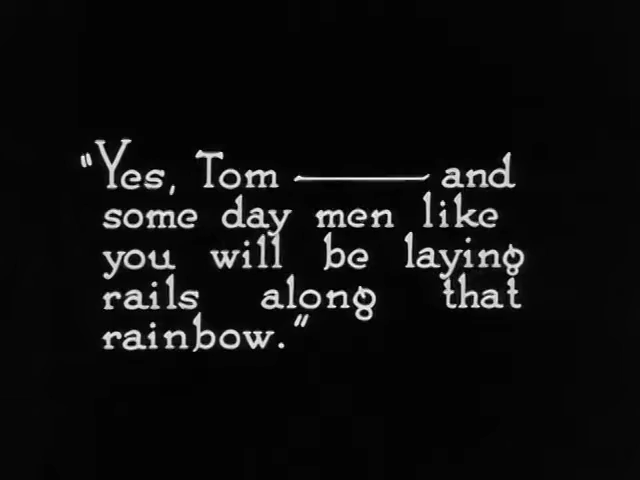 "Yes, Tom —— and
some day men like
you will be laying
rails along that
rainbow."